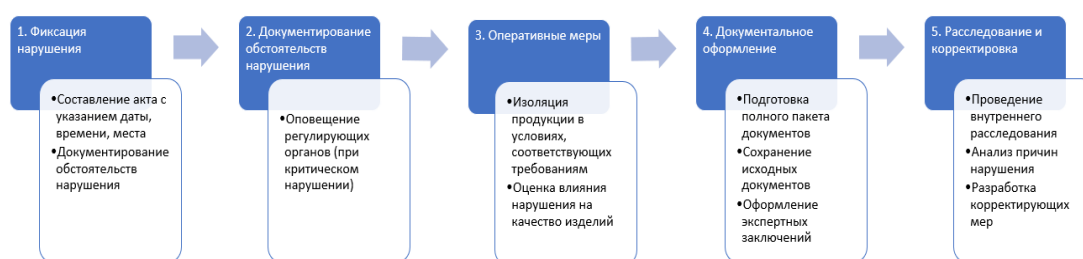 1. Фиксация
нарушения
•Составление акта с
указанием даты,
времени, места
•Документирование
обстоятельств
нарушения
2. Документирование
обстоятельств
нарушения
•Оповещение
регулирующих
органов (при
критическом
нарушении)
3. Оперативные меры
•Изоляция
продукции в
условиях,
соответствующих
требованиям
•Оценка влияния
нарушения на
качество изделий
4. Документальное
оформление
•Подготовка
полного пакета
документов
•Сохранение
исходных
документов
•Оформление
экспертных
заключений
5. Расследование и
корректировка
•Проведение
внутреннего
расследования
•Анализ причин
нарушения
•Разработка
корректирующих
мер